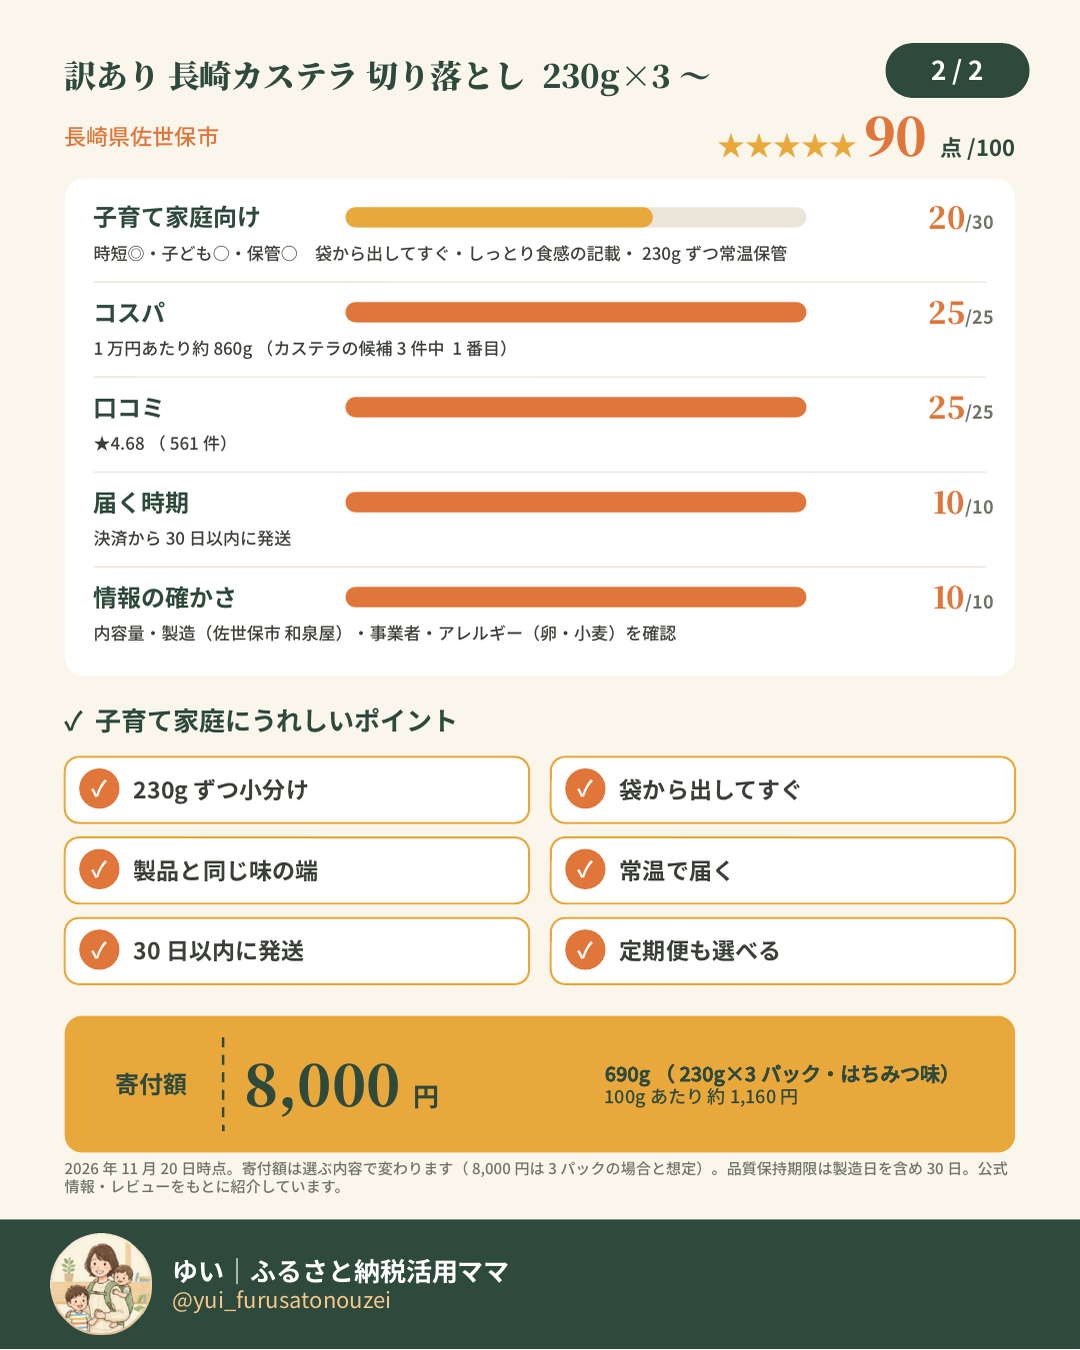 訳あり 長崎カステラ 切り落とし 230g×3 〜
2 / 2
長崎県佐世保市
★★★★★ 90 点 /100
子育て家庭向け 20/30
時短◎・子ども〇・保管〇 袋から出してすぐ・しっとり食感の記載・ 230g ずつ常温保管
コスパ 25/25
1 万円あたり約 860g （カステラの候補 3 件中 1 番目）
口コミ 25/25
★4.68 （ 561 件）
届く時期 10/10
決済から 30 日以内に発送
情報の確かさ 10/10
内容量・製造（佐世保市 和泉屋）・事業者・アレルギー（卵・小麦）を確認
✓ 子育て家庭にうれしいポイント
✓ 230g ずつ小分け
✓ 袋から出してすぐ
✓ 製品と同じ味の端
✓ 常温で届く
✓ 30 日以内に発送
✓ 定期便も選べる
寄付額 8,000 円
690g （ 230g×3 パック・はちみつ味）
100g あたり 約 1,160 円
2026 年 11 月 20 日時点。寄付額は選ぶ内容で変わります（ 8,000 円は 3 パックの場合と想定）。品質保持期限は製造日を含め 30 日。公式
情報・レビューをもとに紹介しています。
ゆい｜ふるさと納税活用ママ
@yui_furusatonouzei